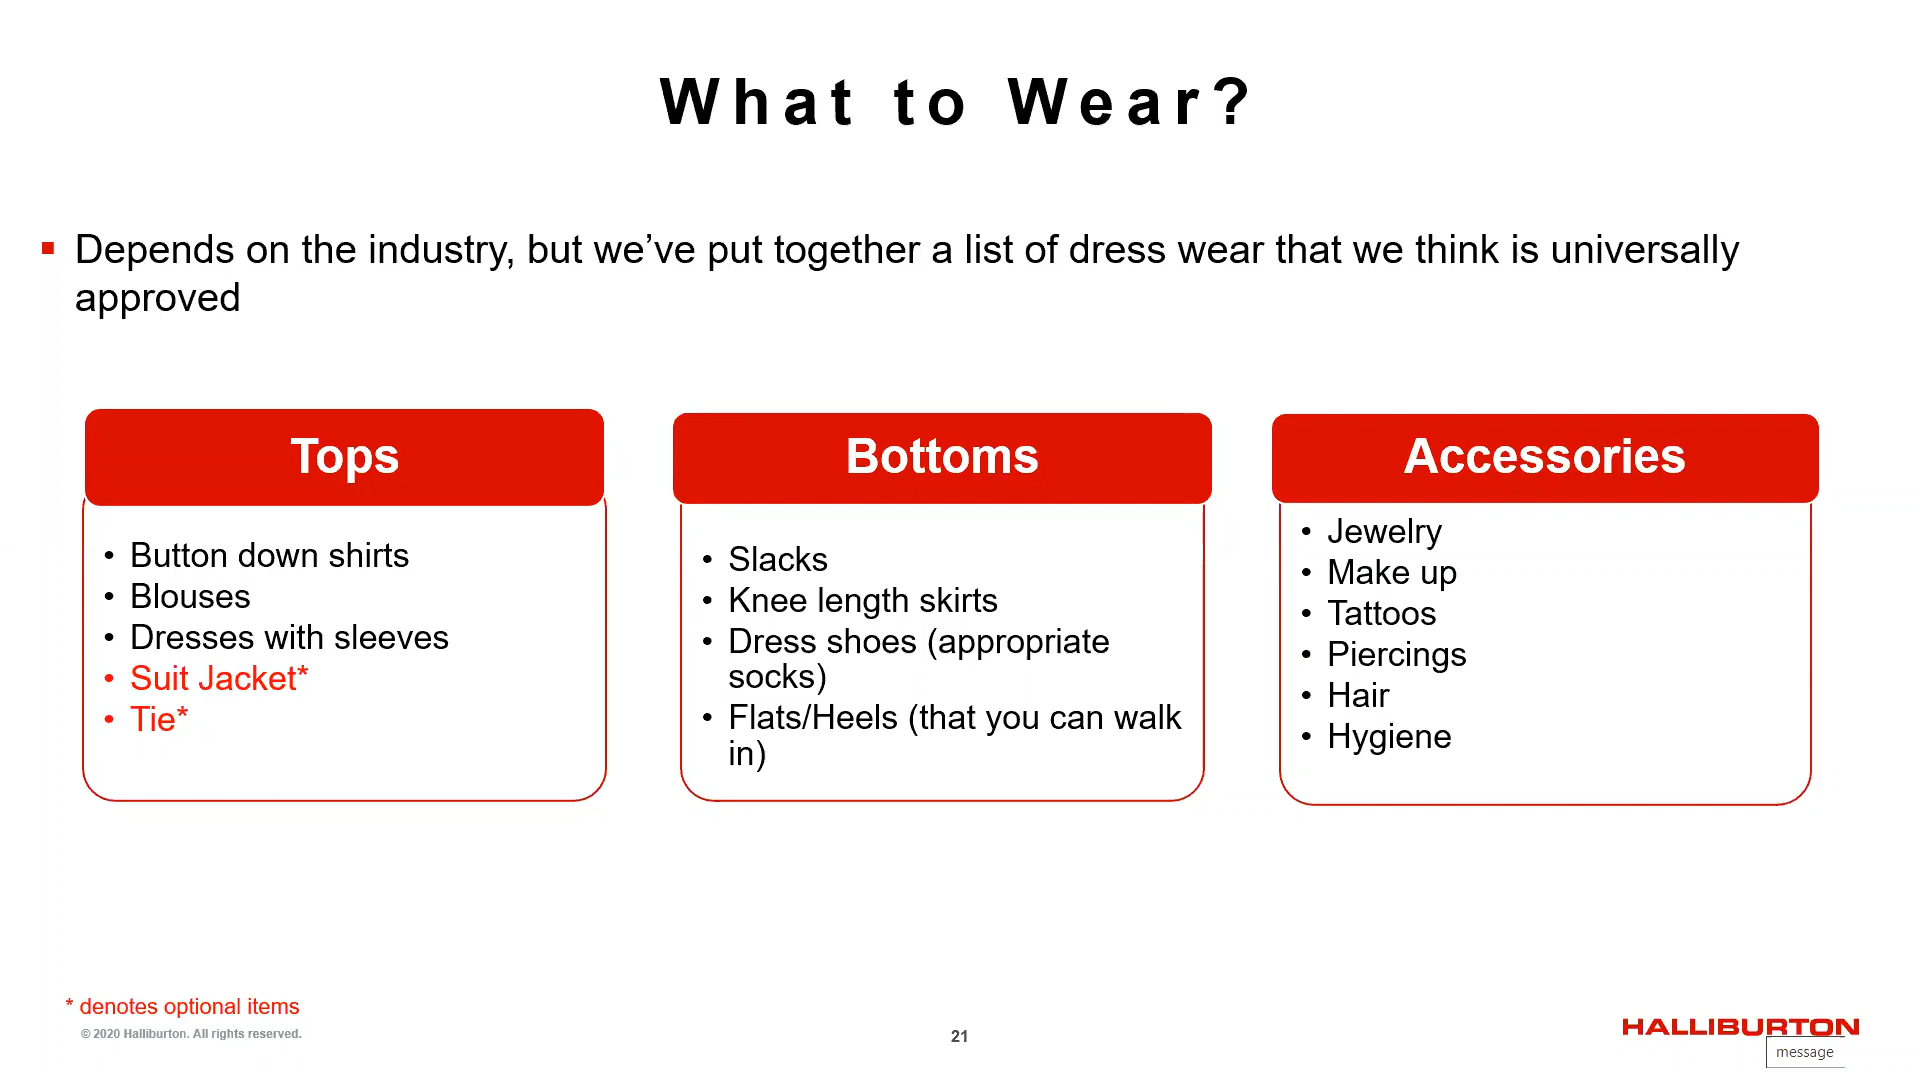 What to Wear?
▪ Depends on the industry, but we’ve put together a list of dress wear that we think is universally
approved
Tops
• Button down shirts
• Blouses
• Dresses with sleeves
• Suit Jacket*
• Tie*
Bottoms
• Slacks
• Knee length skirts
• Dress shoes (appropriate
socks)
• Flats/Heels (that you can walk
in)
Accessories
• Jewelry
• Make up
• Tattoos
• Piercings
• Hair
• Hygiene
* denotes optional items
© 2020 Halliburton. All rights reserved.
21
HALLIBURTON
message